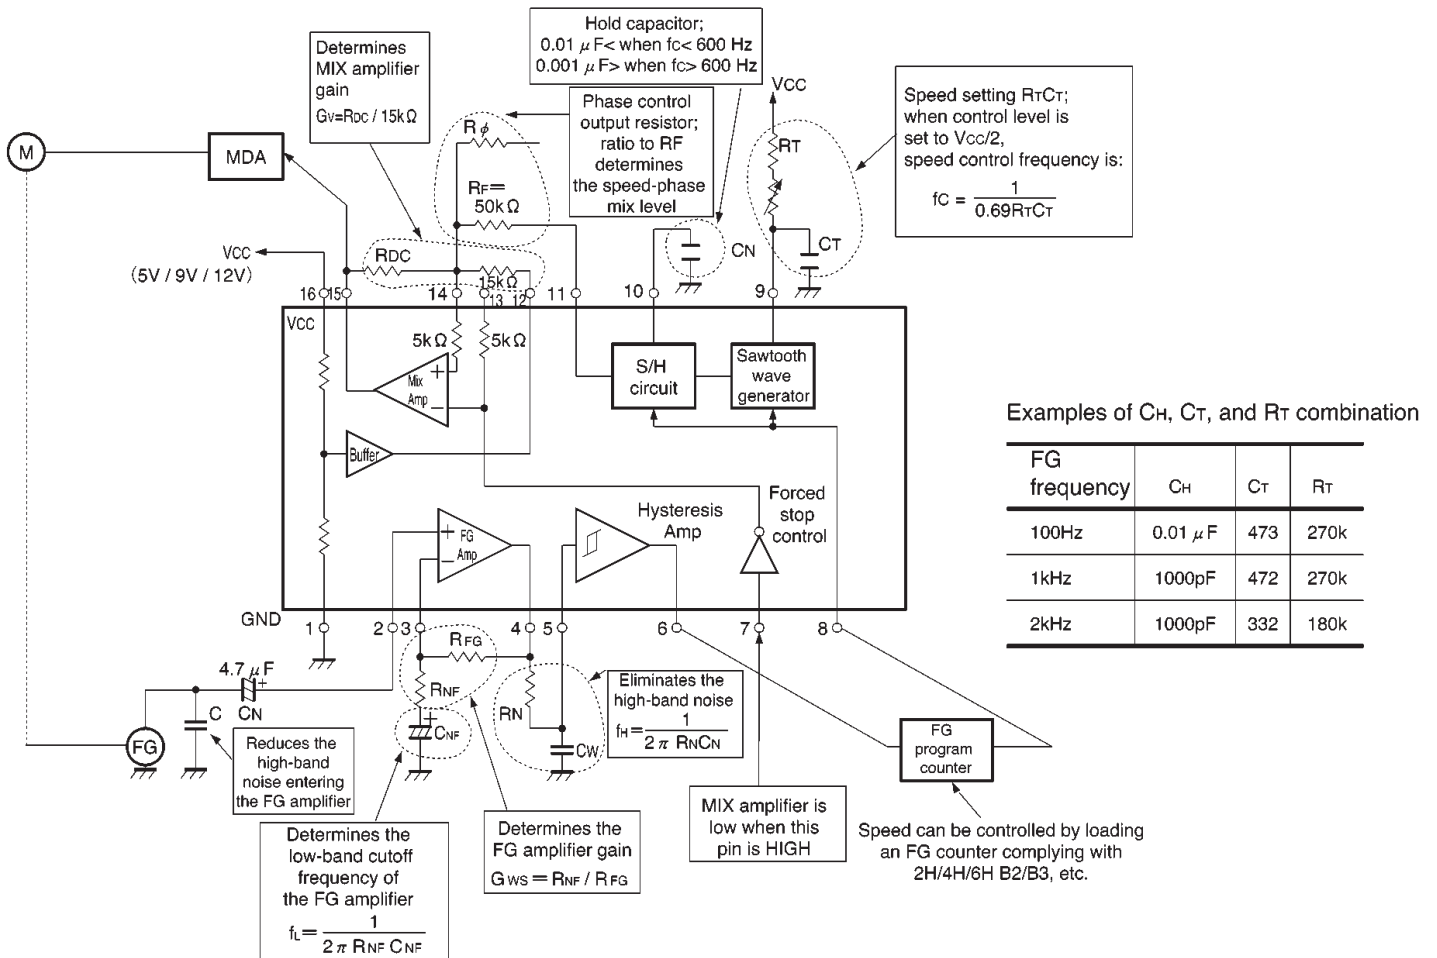 Hold capacitor;
0.01 μF< when fc< 600 Hz
0.001 μF> when fc> 600 Hz
Determines
MIX amplifier
gain
Gv=RDC / 15kΩ
Phase control
output resistor;
ratio to RF
determines
the speed-phase
mix level
VCC
Speed setting RTCT;
when control level is
set to Vcc/2,
speed control frequency is:
fC = 1
0.69RTCT
M
MDA
Rφ
RF=
50kΩ
RT
CT
CN
VCC
(5V / 9V / 12V)
RDC
15kΩ
16
15
14
13
12
11
10
9
VCC
5kΩ
5kΩ
Mix
Amp
+
−
S/H
circuit
Sawtooth
wave
generator
Buffer
FG
Amp
+
−
Hysteresis
Amp
Forced
stop
control
GND
1
2
3
4
5
6
7
8
Examples of CH, CT, and RT combination
FG
frequency CH CT RT
100Hz 0.01 μF 473 270k
1kHz 1000pF 472 270k
2kHz 1000pF 332 180k
4.7 μF
+
CN
C
FG
RFG
RNF
+
CNF
RN
CW
Reduces the
high-band
noise entering
the FG amplifier
Eliminates the
high-band noise
fH= 1
2π RNCN
Determines the
low-band cutoff
frequency of
the FG amplifier
fL= 1
2π RNF CNF
Determines the
FG amplifier gain
GWS = RNF / RFG
MIX amplifier is
low when this
pin is HIGH
FG
program
counter
Speed can be controlled by loading
an FG counter complying with
2H/4H/6H B2/B3, etc.